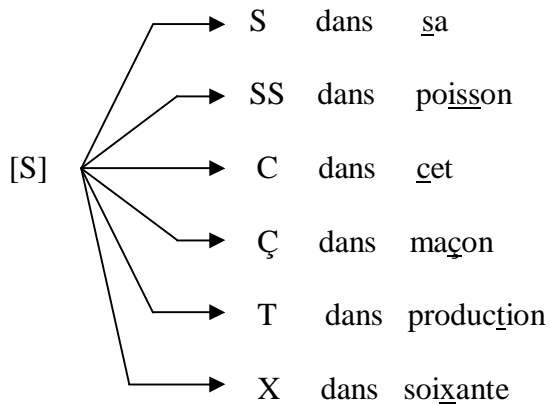 S dans sa
SS dans poisson
[S] C dans cet
Ç dans maçon
T dans production
X dans soixante